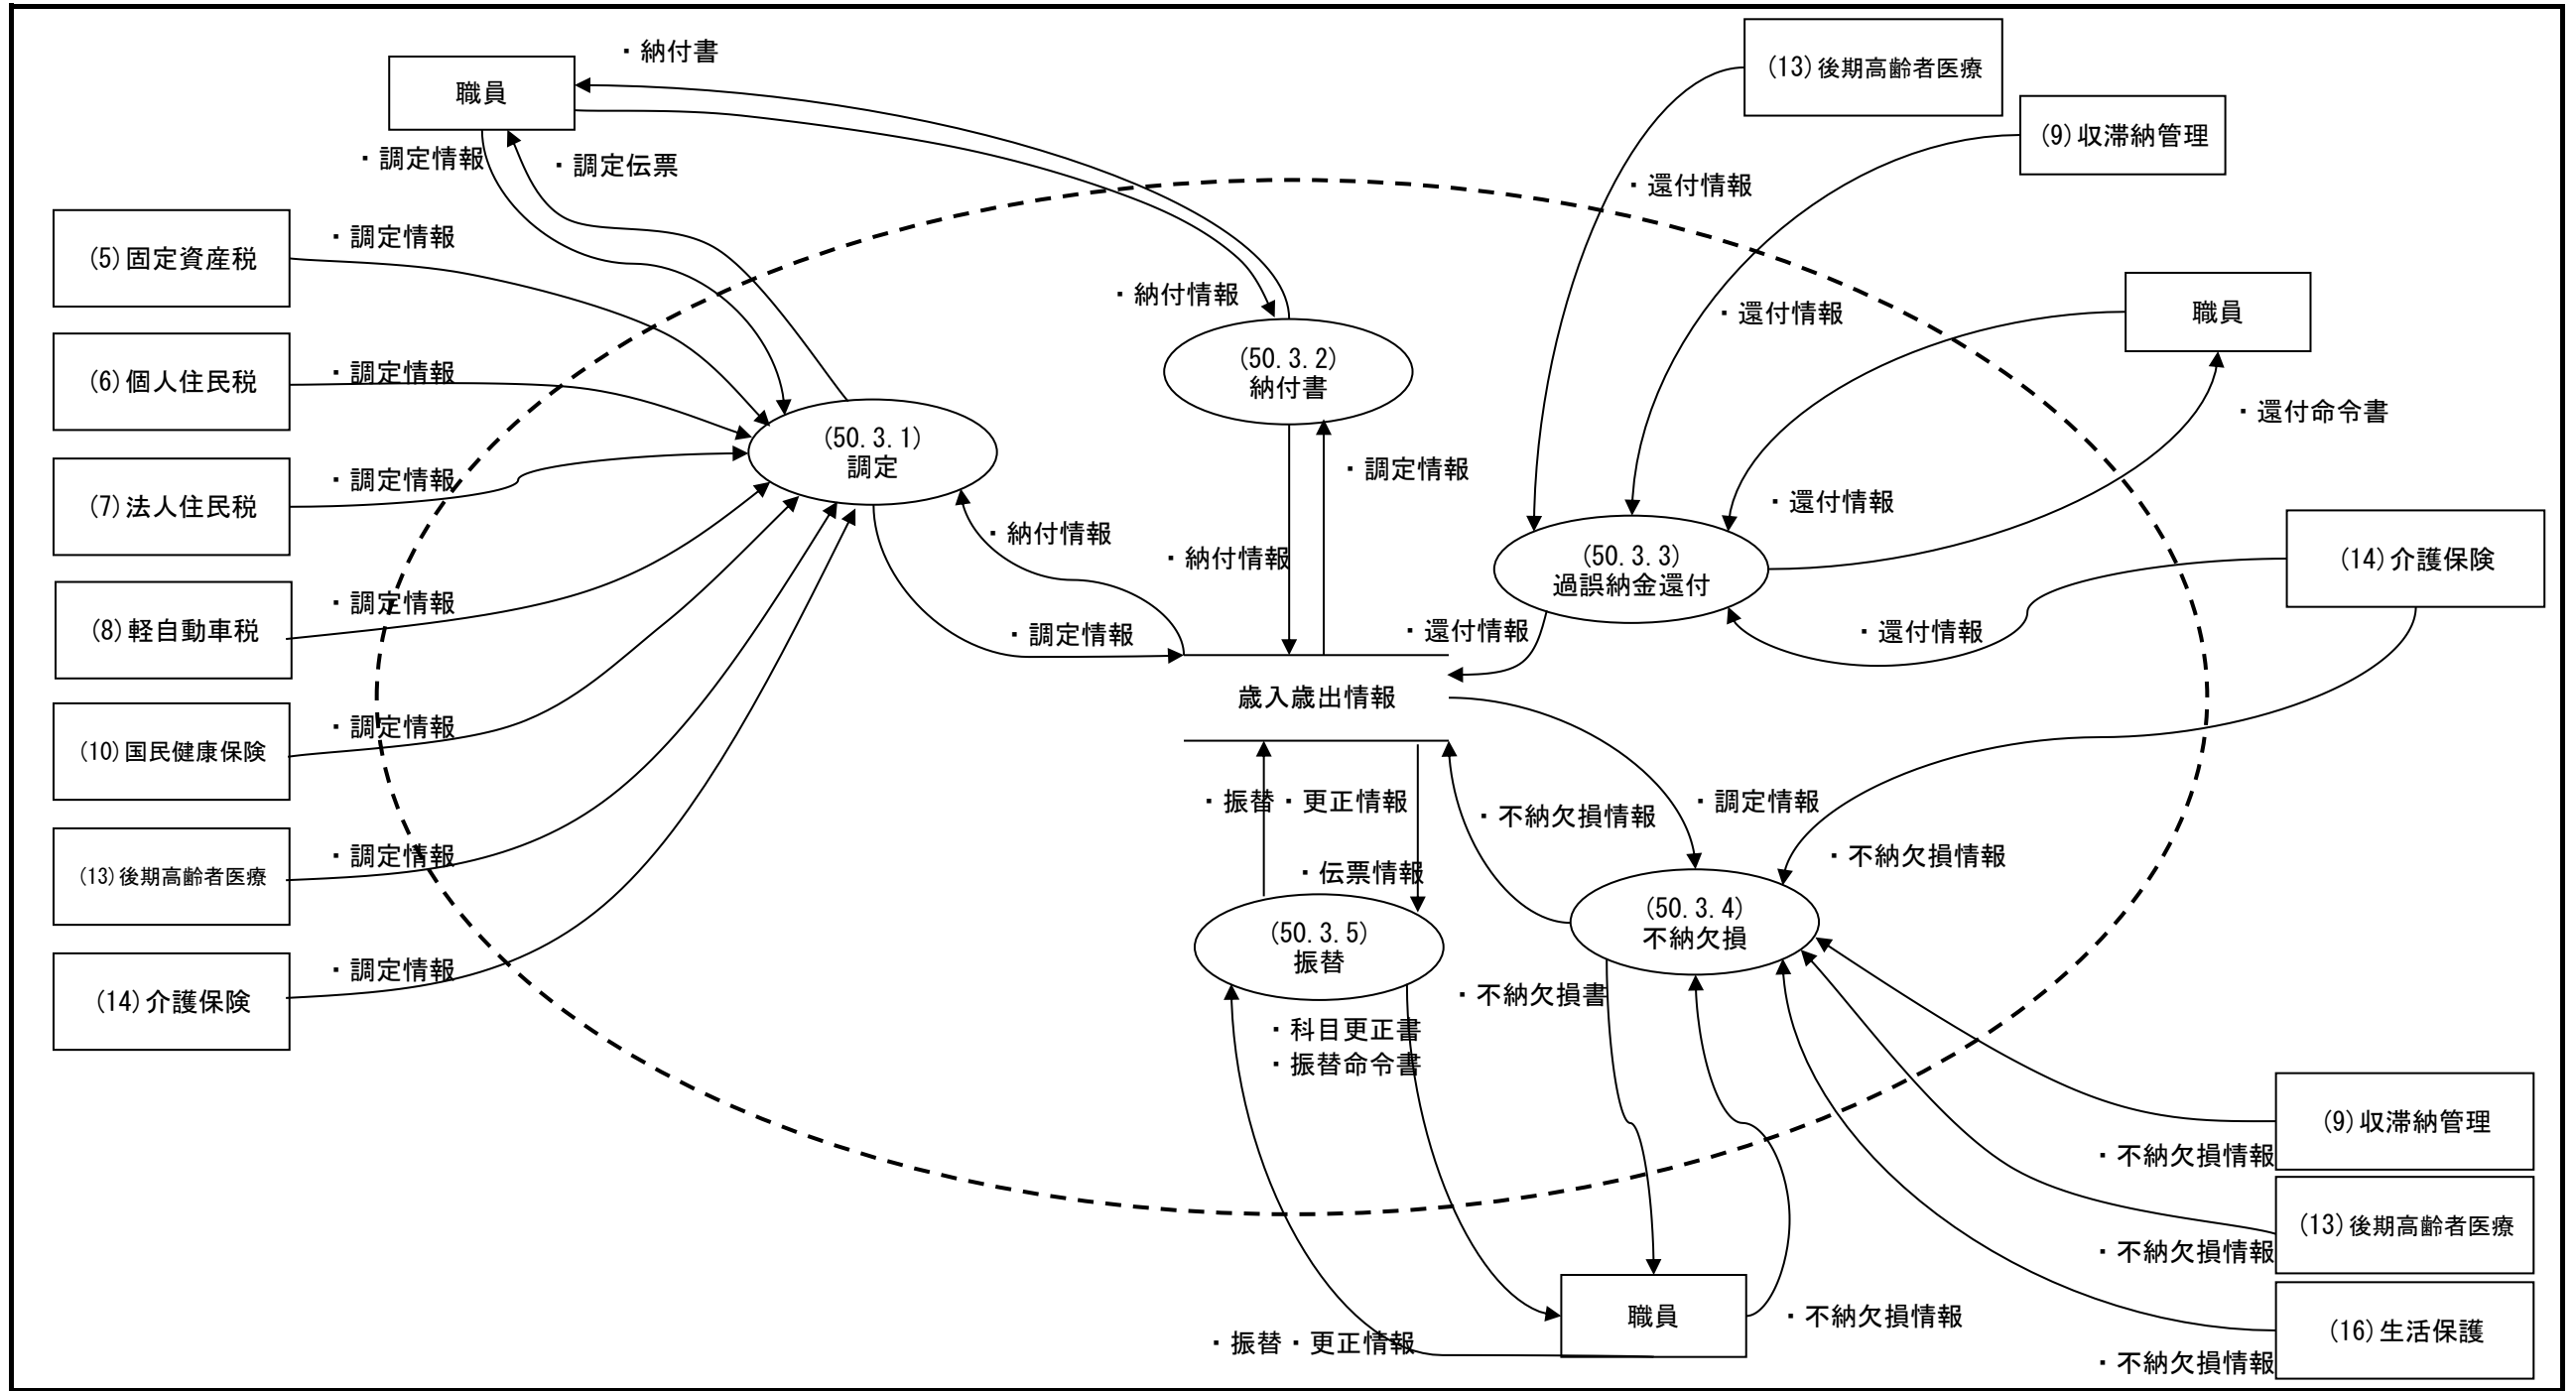 ・納付書
(13)後期高齢者医療
職員
(9)収滞納管理
・調定情報
・調定伝票
・還付情報
(5)固定資産税
・調定情報
・納付情報
・還付情報
職員
(50.3.2)
納付書
(6)個人住民税
・調定情報
・還付命令書
(50.3.1)
調定
・調定情報
(7)法人住民税
・調定情報
・還付情報
・納付情報
・納付情報
(50.3.3)
過誤納金還付
(14)介護保険
(8)軽自動車税
・調定情報
・調定情報
・還付情報
・還付情報
歳入歳出情報
(10)国民健康保険
・調定情報
・振替・更正情報
・不納欠損情報
・調定情報
・不納欠損情報
(13)後期高齢者医療
・調定情報
・伝票情報
(50.3.4)
不納欠損
(50.3.5)
振替
(14)介護保険
・調定情報
・不納欠損書
・科目更正書
・振替命令書
(9)収滞納管理
・不納欠損情報
(13)後期高齢者医療
・不納欠損情報
職員
・不納欠損情報
(16)生活保護
・振替・更正情報
・不納欠損情報